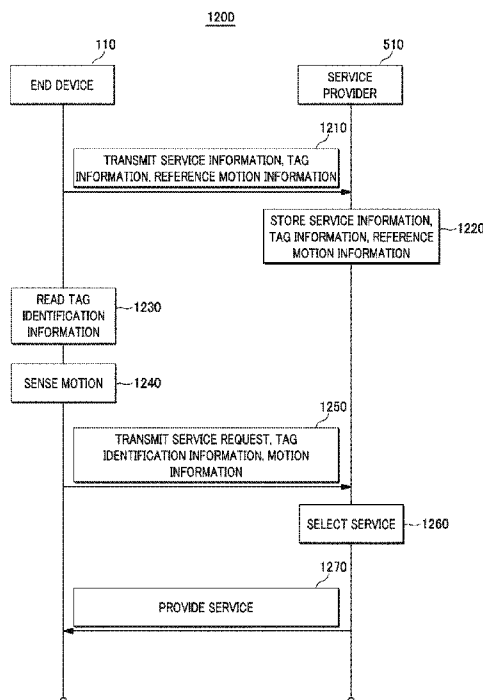 1200
110
510
END DEVICE
SERVICE
PROVIDER
1210
TRANSMIT SERVICE INFORMATION, TAG
INFORMATION, REFERENCE MOTION INFORMATION
STORE SERVICE INFORMATION,
TAG INFORMATION, REFERENCE
MOTION INFORMATION
1220
READ TAG
IDENTIFICATION
INFORMATION
1230
SENSE MOTION
1240
1250
TRANSMIT SERVICE REQUEST, TAG
IDENTIFICATION INFORMATION, MOTION
INFORMATION
SELECT SERVICE
1260
1270
PROVIDE SERVICE